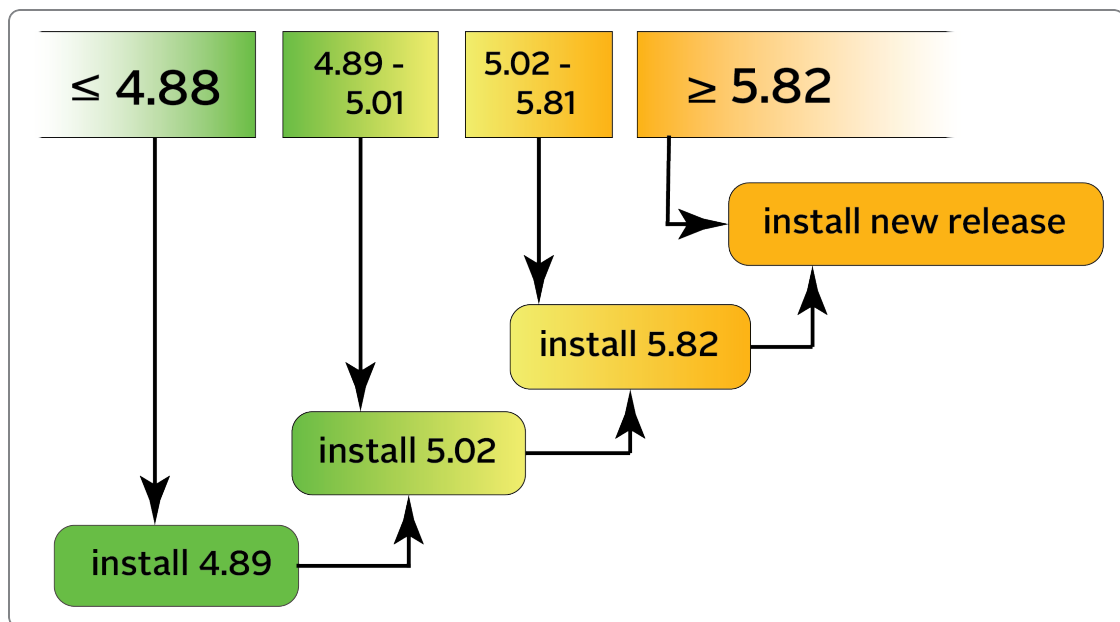 ≤ 4.88
4.89 -
5.01
5.02 -
5.81
≥ 5.82
install new release
install 5.82
install 5.02
install 4.89